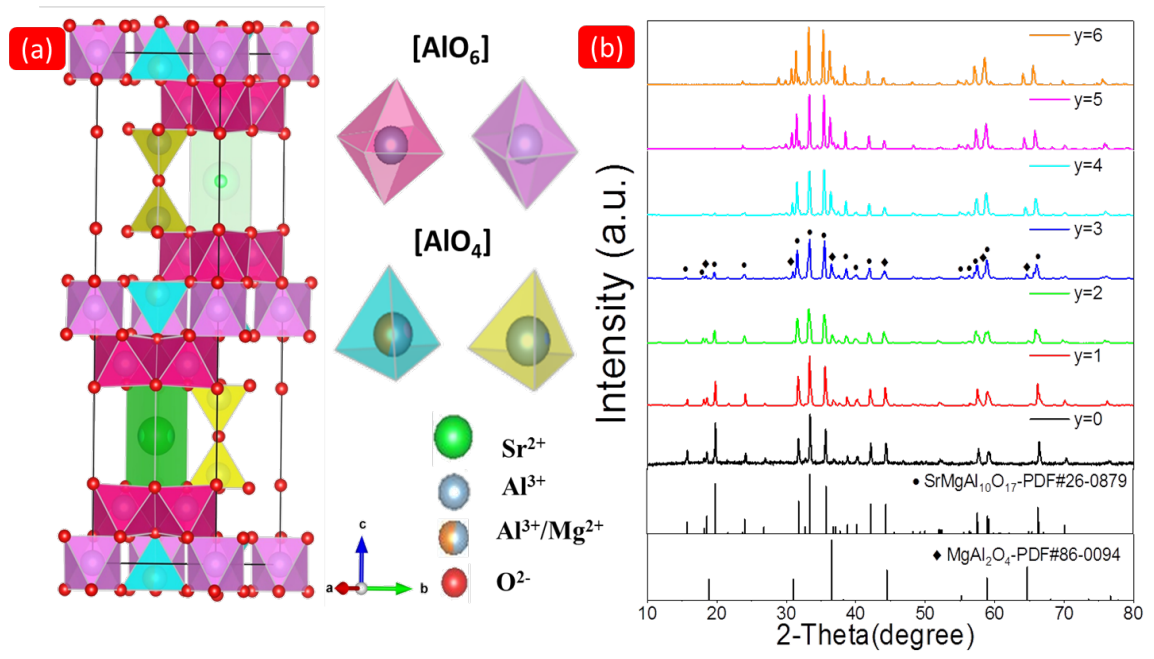 (a)
[AlO₆]
[AlO₄]
Sr²⁺
Al³⁺
Al³⁺/Mg²⁺
O²⁻
c
a
b
(b)
y=6
y=5
y=4
y=3
y=2
y=1
y=0
● SrMgAl₁₀O₁₇-PDF#26-0879
♦ MgAl₂O₄-PDF#86-0094
Intensity (a.u.)
10 20 30 40 50 60 70 80
2-Theta(degree)